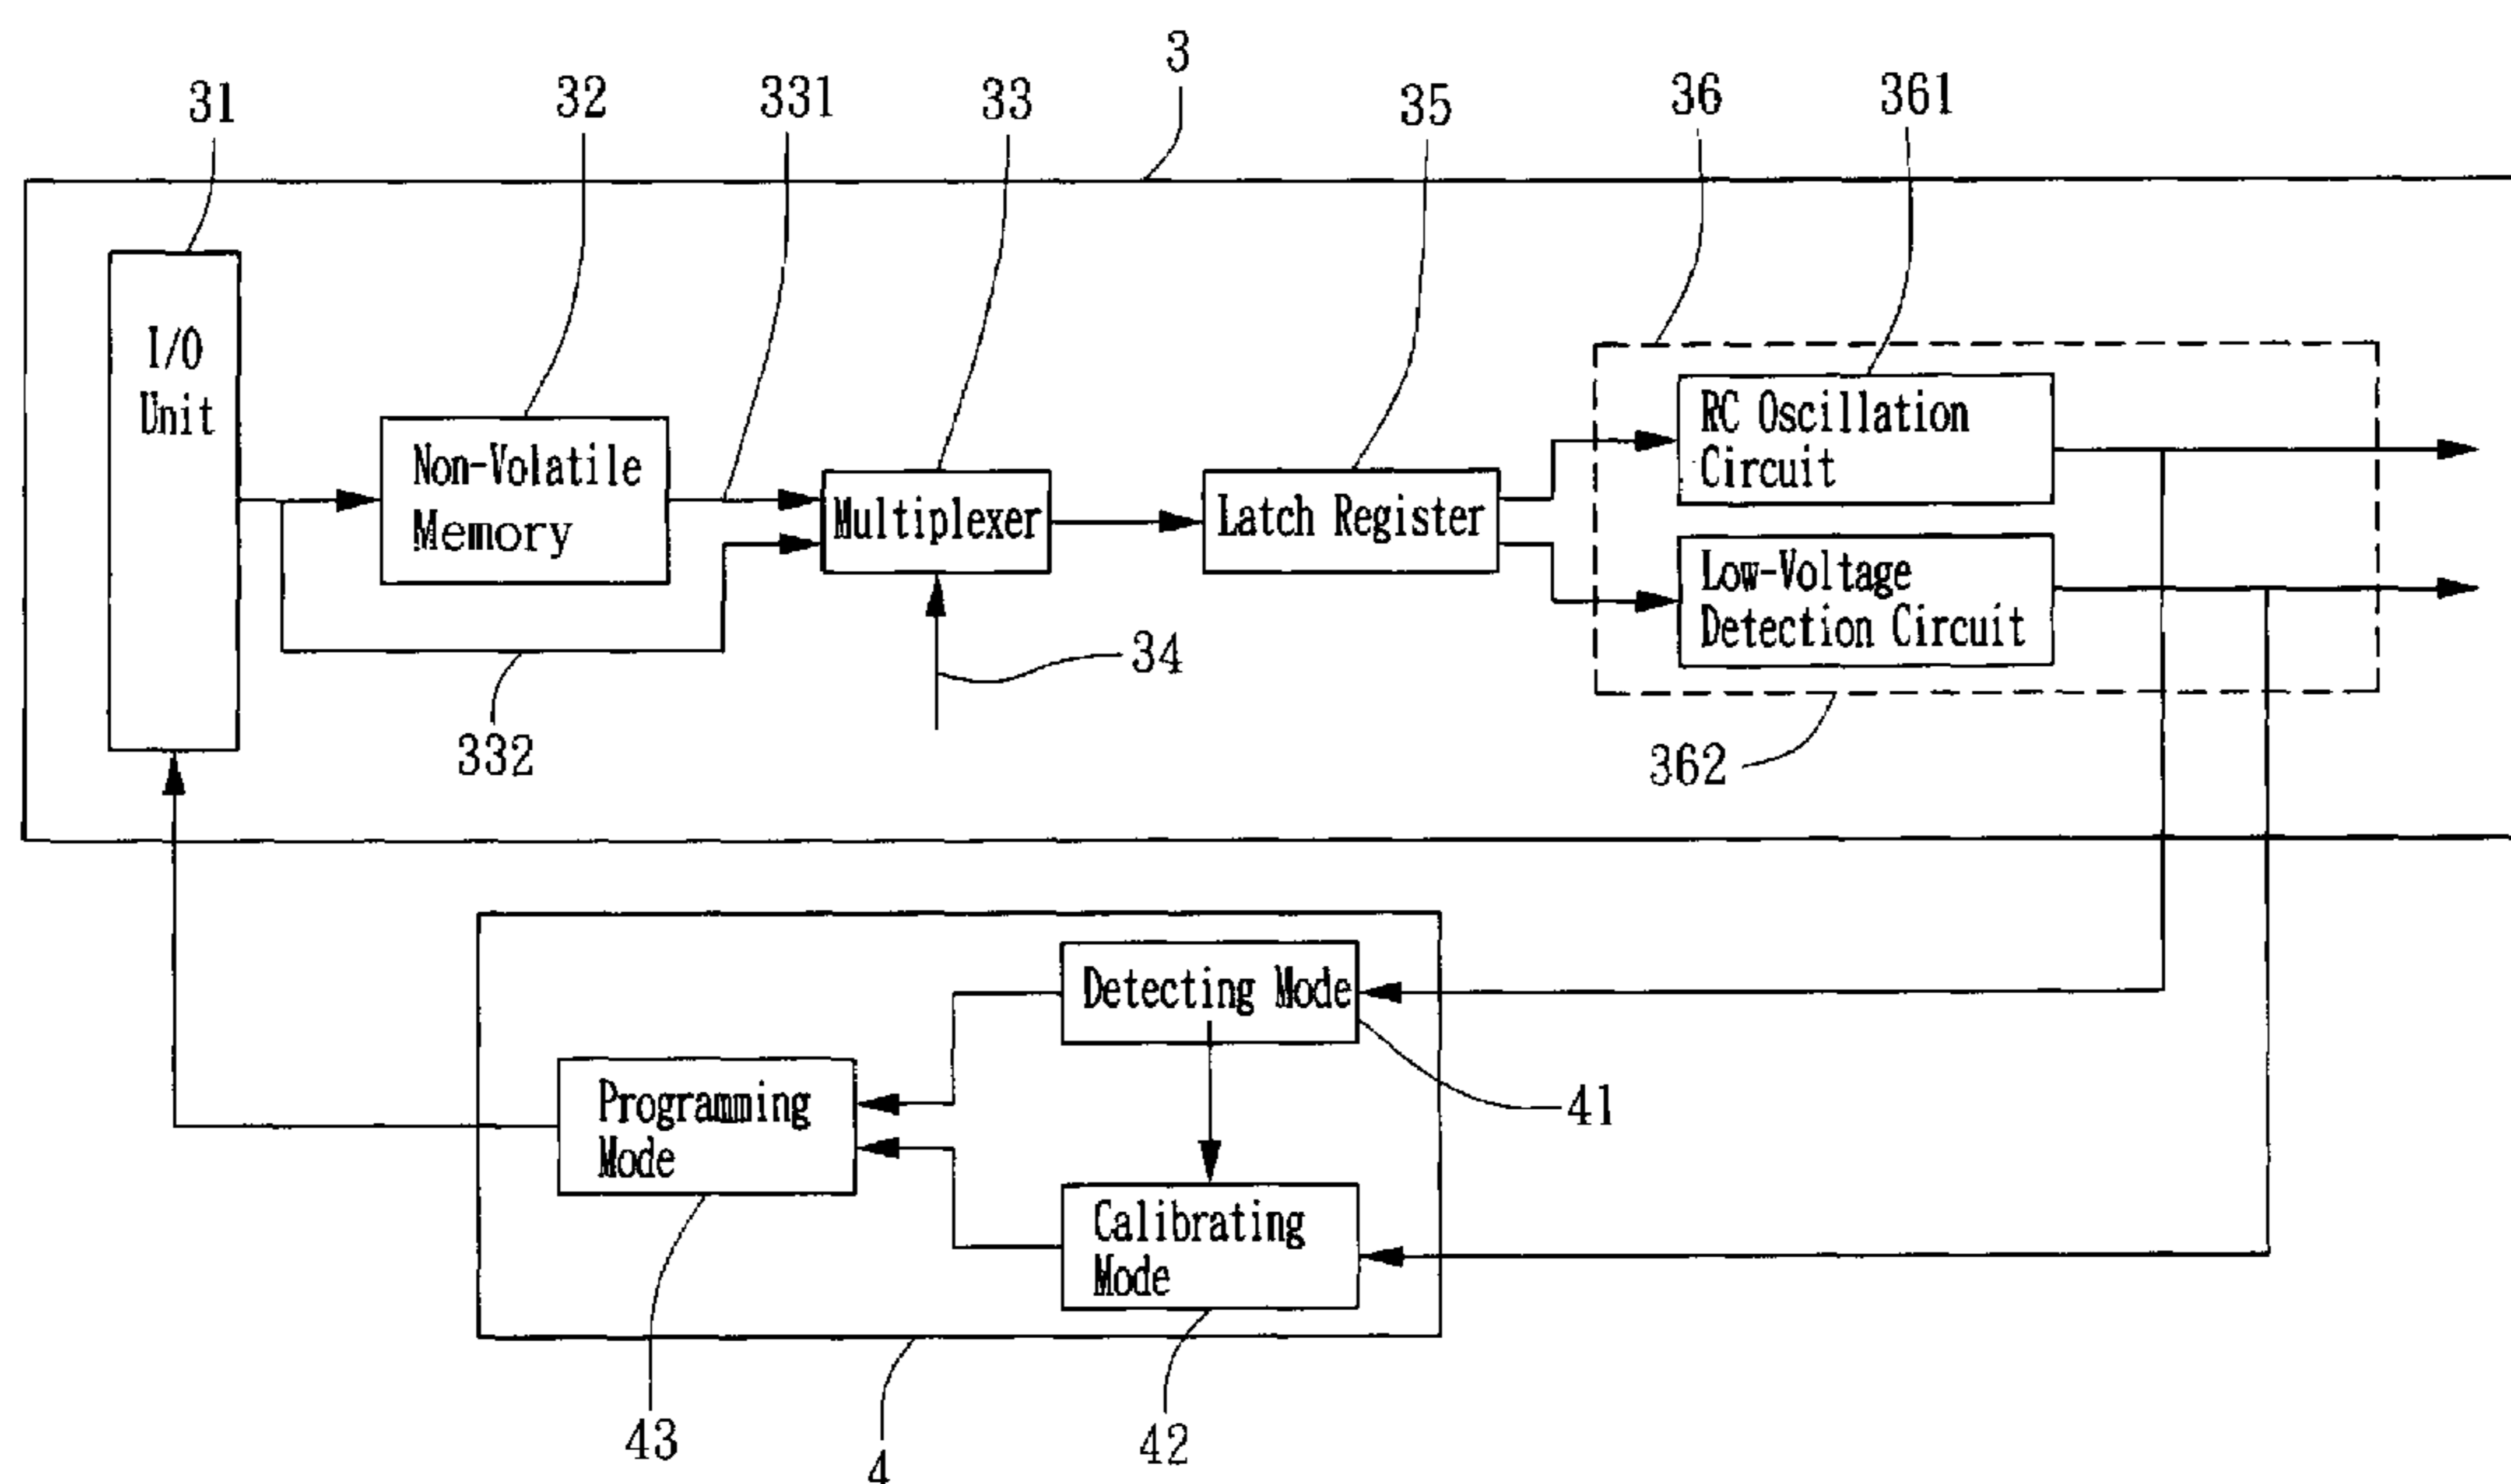 3
31
32
331
33
35
36
361
I/O
Unit
Non-Volatile
Memory
Multiplexer
Latch Register
RC Oscillation
Circuit
Low-Voltage
Detection Circuit
34
332
362
Detecting Mode
Programming
Mode
41
Calibrating
Mode
43
4
42